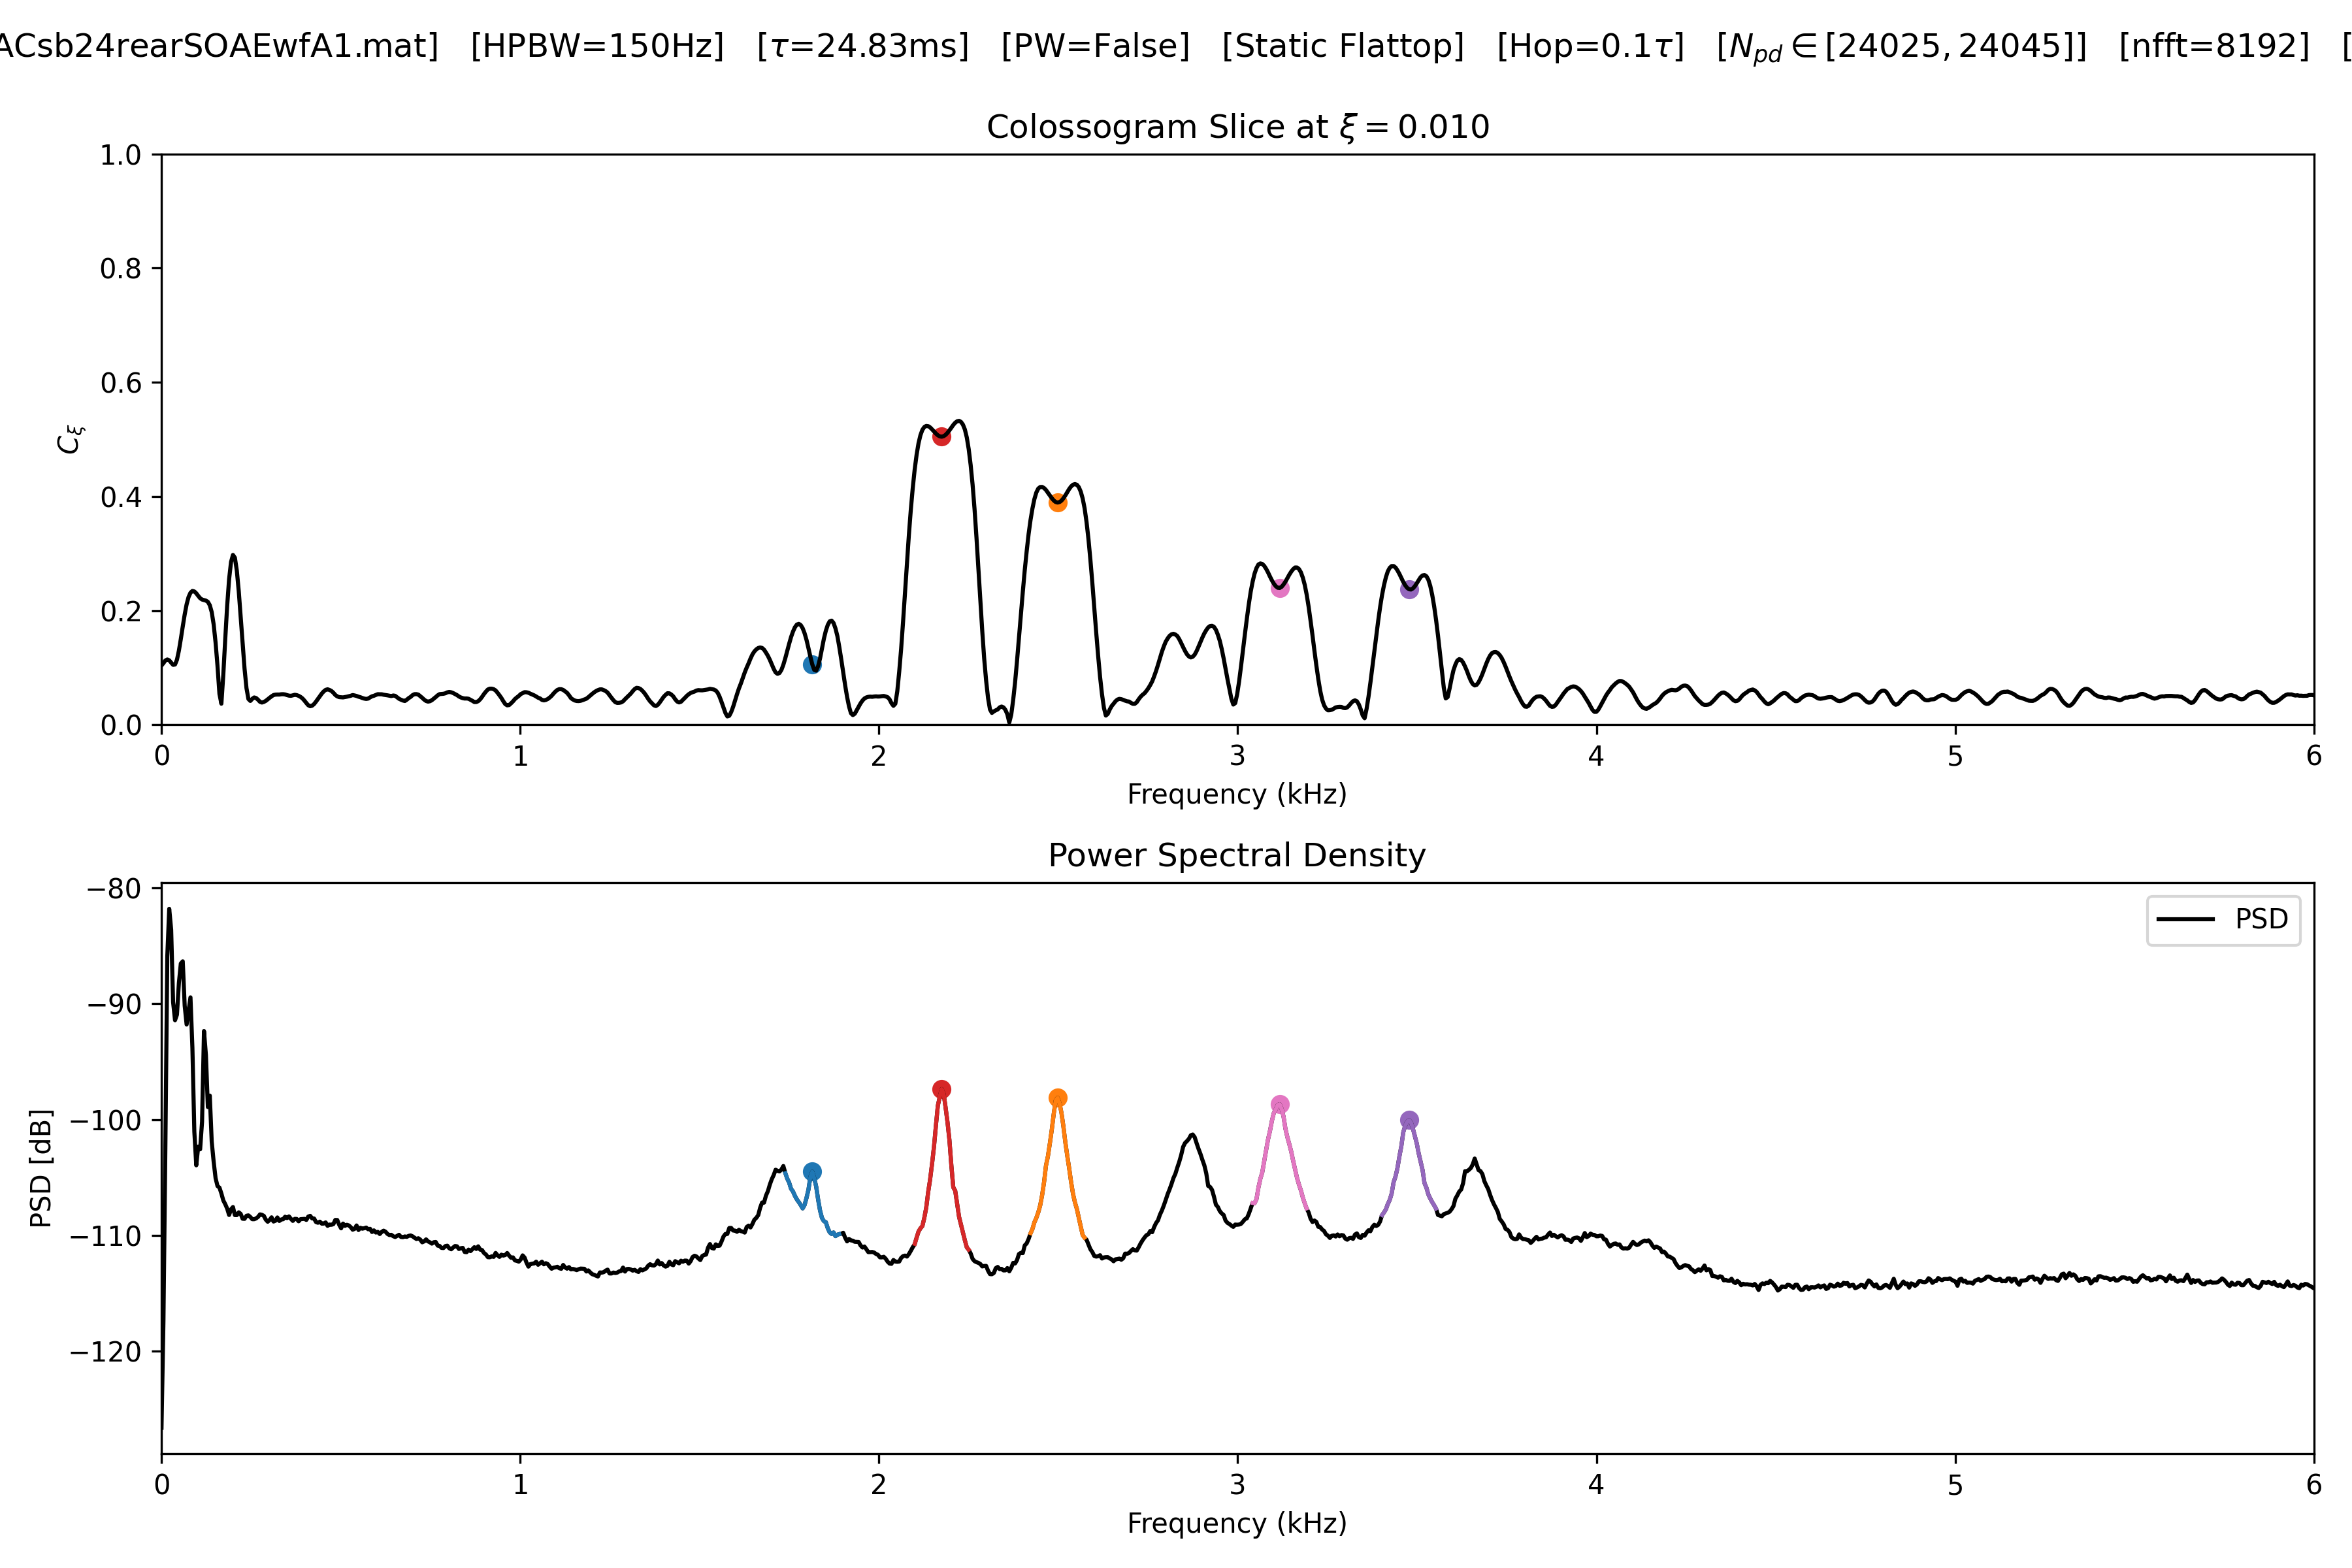 ACsb24rearSOAEwfA1.mat] [HPBW=150Hz] [τ=24.83ms] [PW=False] [Static Flattop] [Hop=0.1τ] [N_pd ∈ [24025, 24045]] [nfft=8192] [
Colossogram Slice at ξ = 0.010
1.0
0.8
0.6
0.4
0.2
0.0
C_ξ
0 1 2 3 4 5 6
Frequency (kHz)
Power Spectral Density
−80
−90
−100
−110
−120
PSD [dB]
PSD
0 1 2 3 4 5 6
Frequency (kHz)